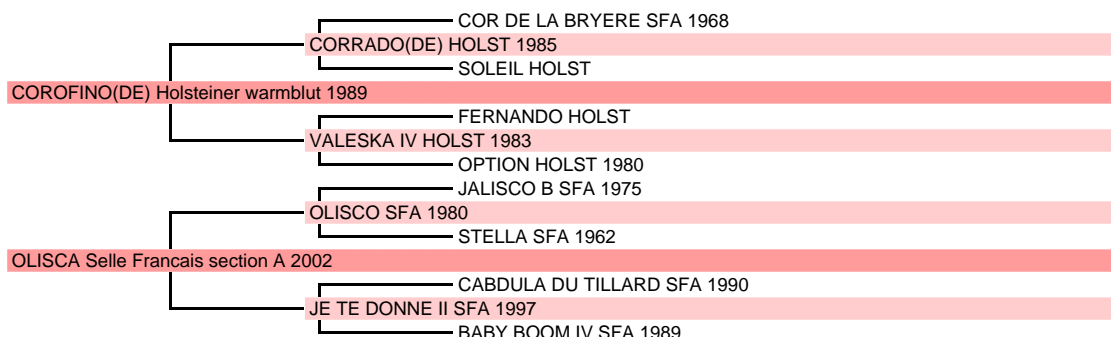 COR DE LA BRYERE SFA 1968
CORRADO(DE) HOLST 1985
SOLEIL HOLST
COROFINO(DE) Holsteiner warmblut 1989
FERNANDO HOLST
VALESKA IV HOLST 1983
OPTION HOLST 1980
JALISCO B SFA 1975
OLISCO SFA 1980
STELLA SFA 1962
OLISCA Selle Francais section A 2002
CABDULA DU TILLARD SFA 1990
JE TE DONNE II SFA 1997
BABY BOOM IV SFA 1989